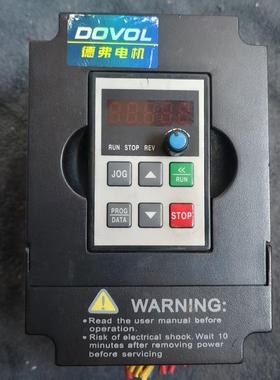 DOVOL
德弗电机
RUN STOP REV
JOG
<<
RUN
PROG
DATA
STOP
WARNING:
Read the user manual before
operation.
Risk of electrical shock. Wait 10
minutes after removing power
before servicing